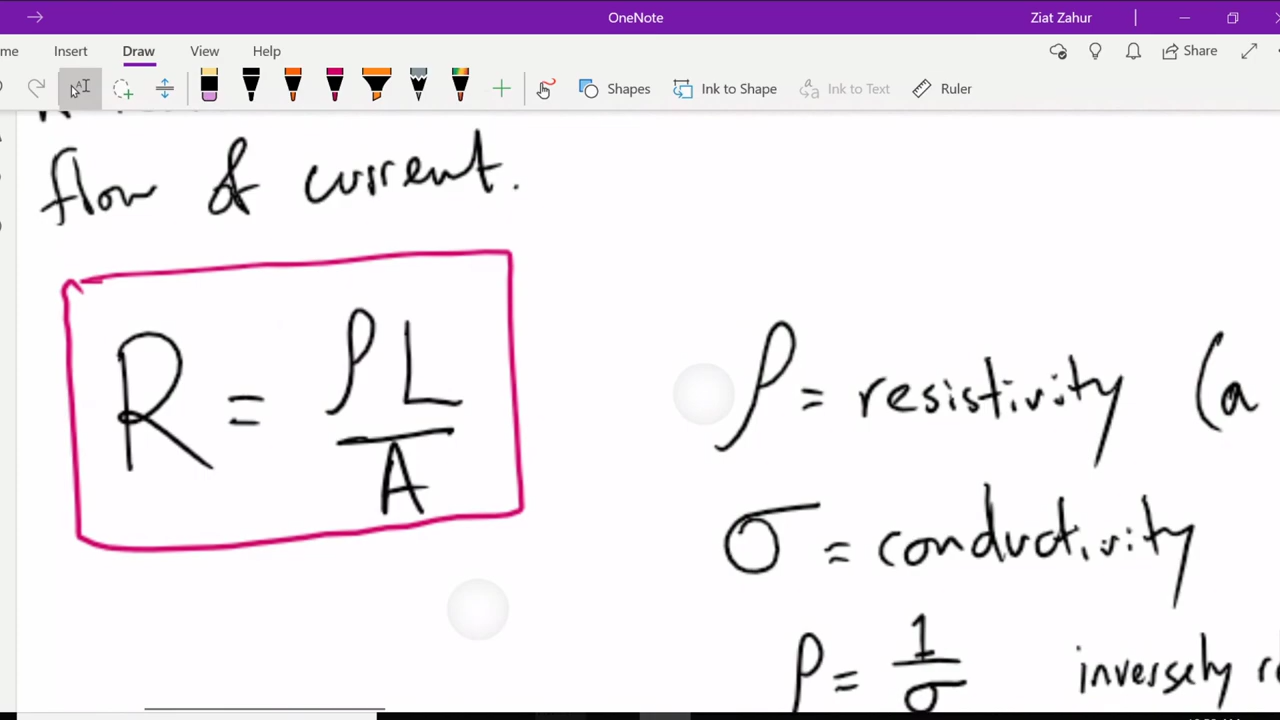 OneNote
Ziat Zahur
Insert
Draw
View
Help
Share
Shapes
Ink to Shape
Ink to Text
Ruler
flow of current.
R = ρL/A
ρ = resistivity (a
σ = conductivity
ρ = 1/σ inversely